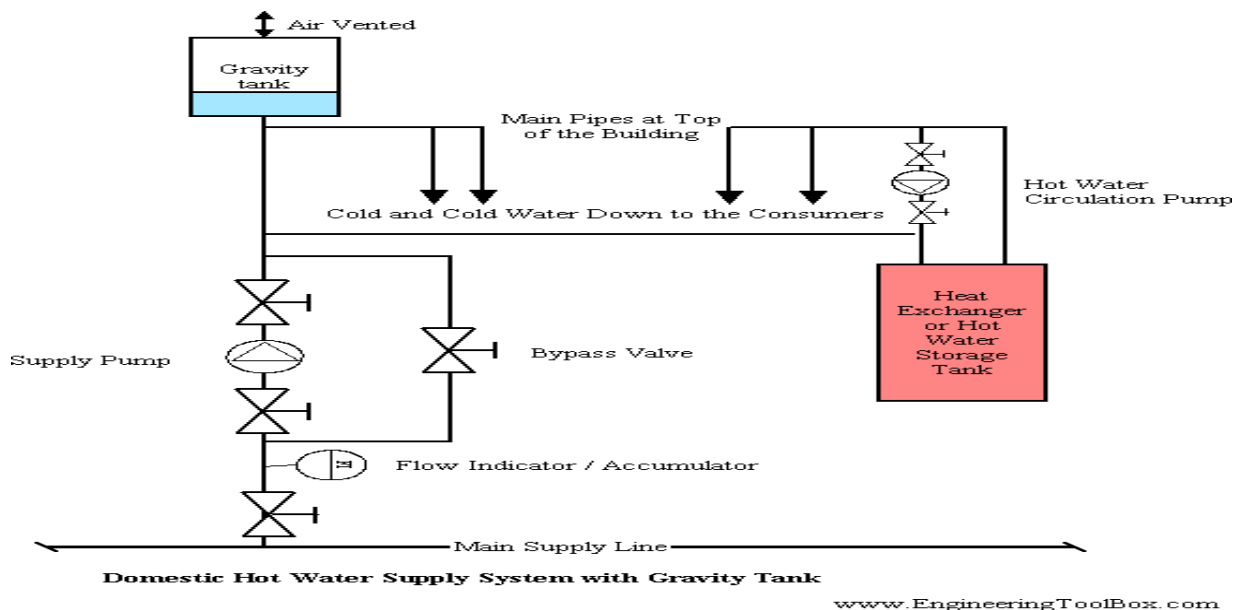 Air Vented
Gravity
tank
Main Pipes at Top
of the Building
Hot Water
Circulation Pump
Cold and Cold Water Down to the Consumers
Heat
Exchanger
or Hot
Water
Storage
Tank
Supply Pump
Bypass Valve
Flow Indicator / Accumulator
Main Supply Line
Domestic Hot Water Supply System with Gravity Tank
www.EngineeringToolBox.com